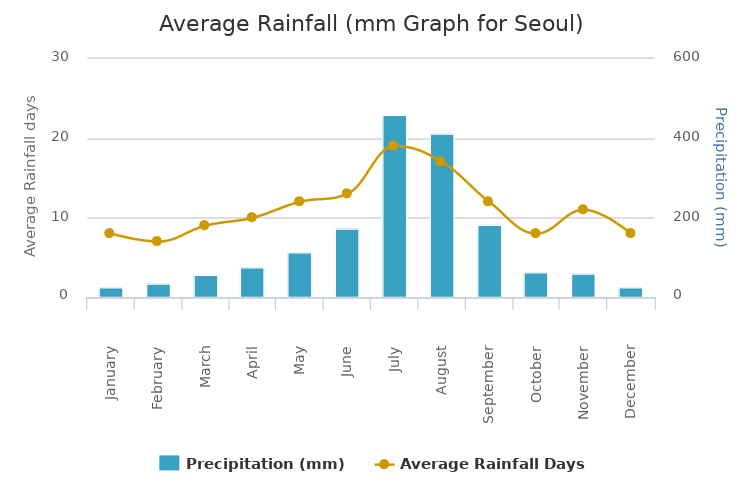 Average Rainfall (mm Graph for Seoul)
30
20
10
0
Average Rainfall days
600
400
200
0
Precipitation (mm)
January
February
March
April
May
June
July
August
September
October
November
December
Precipitation (mm)
Average Rainfall Days